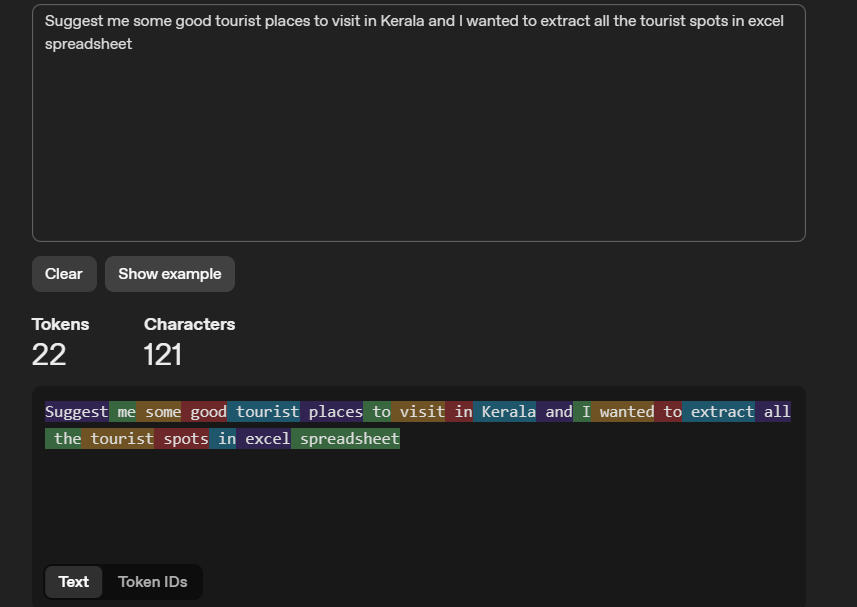 Suggest me some good tourist places to visit in Kerala and I wanted to extract all the tourist spots in excel
spreadsheet
Clear Show example
Tokens Characters
22 121
Suggest me some good tourist places to visit in Kerala and I wanted to extract all
the tourist spots in excel spreadsheet
Text Token IDs